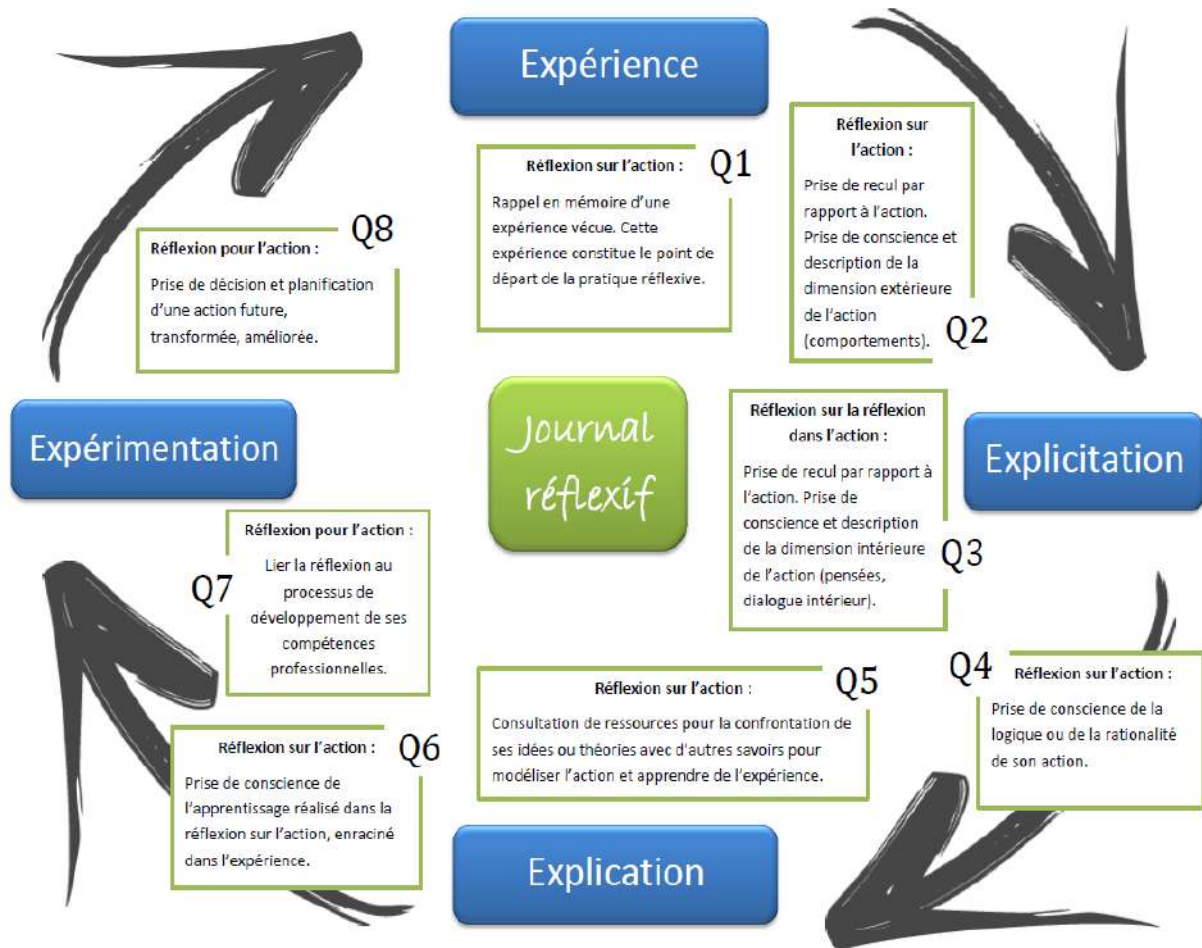 Expérience
Réflexion sur l'action :
Q1
Rappel en mémoire d'une
expérience vécue. Cette
expérience constitue le point de
départ de la pratique réflexive.
Réflexion sur
l'action :
Prise de recul par
rapport à l'action.
Prise de conscience et
description de la
dimension extérieure
de l'action
(comportements).
Q2
Réflexion sur la réflexion
dans l'action :
Prise de recul par rapport à
l'action. Prise de
conscience et description
de la dimension intérieure
de l'action (pensées,
dialogue intérieur).
Q3
Explicitation
Q4
Réflexion sur l'action :
Prise de conscience de la
logique ou de la rationalité
de son action.
Réflexion sur l'action :
Q5
Consultation de ressources pour la confrontation de
ses idées ou théories avec d'autres savoirs pour
modéliser l'action et apprendre de l'expérience.
Explication
Réflexion sur l'action :
Q6
Prise de conscience de
l'apprentissage réalisé dans la
réflexion sur l'action, enraciné
dans l'expérience.
Réflexion pour l'action :
Q7
Lier la réflexion au
processus de
développement de ses
compétences
professionnelles.
Expérimentation
Q8
Réflexion pour l'action :
Prise de décision et planification
d'une action future,
transformée, améliorée.
Journal
réflexif